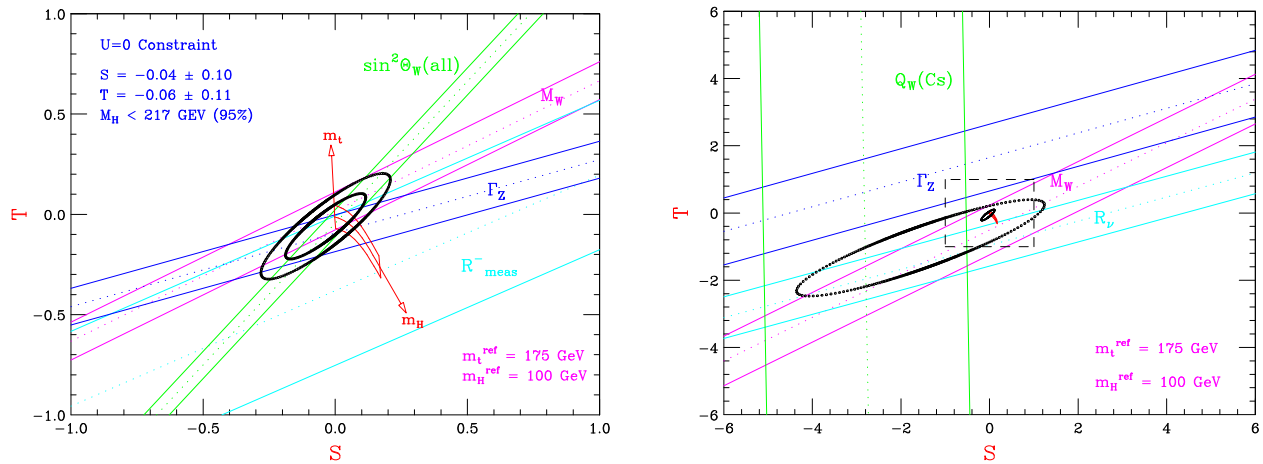 U=0 Constraint
S = −0.04 ± 0.10
T = −0.06 ± 0.11
M_H < 217 GEV (95%)
sin²Θ_W(all)
M_W
m_t
Γ_Z
R⁻_meas
m_H
m_t^ref = 175 GeV
m_H^ref = 100 GeV
1.0
0.5
0.0
−0.5
−1.0
T
−1.0 −0.5 0.0 0.5 1.0
S
Q_W(Cs)
Γ_Z
M_W
R_ν
m_t^ref = 175 GeV
m_H^ref = 100 GeV
6
4
2
0
−2
−4
−6
T
−6 −4 −2 0 2 4 6
S